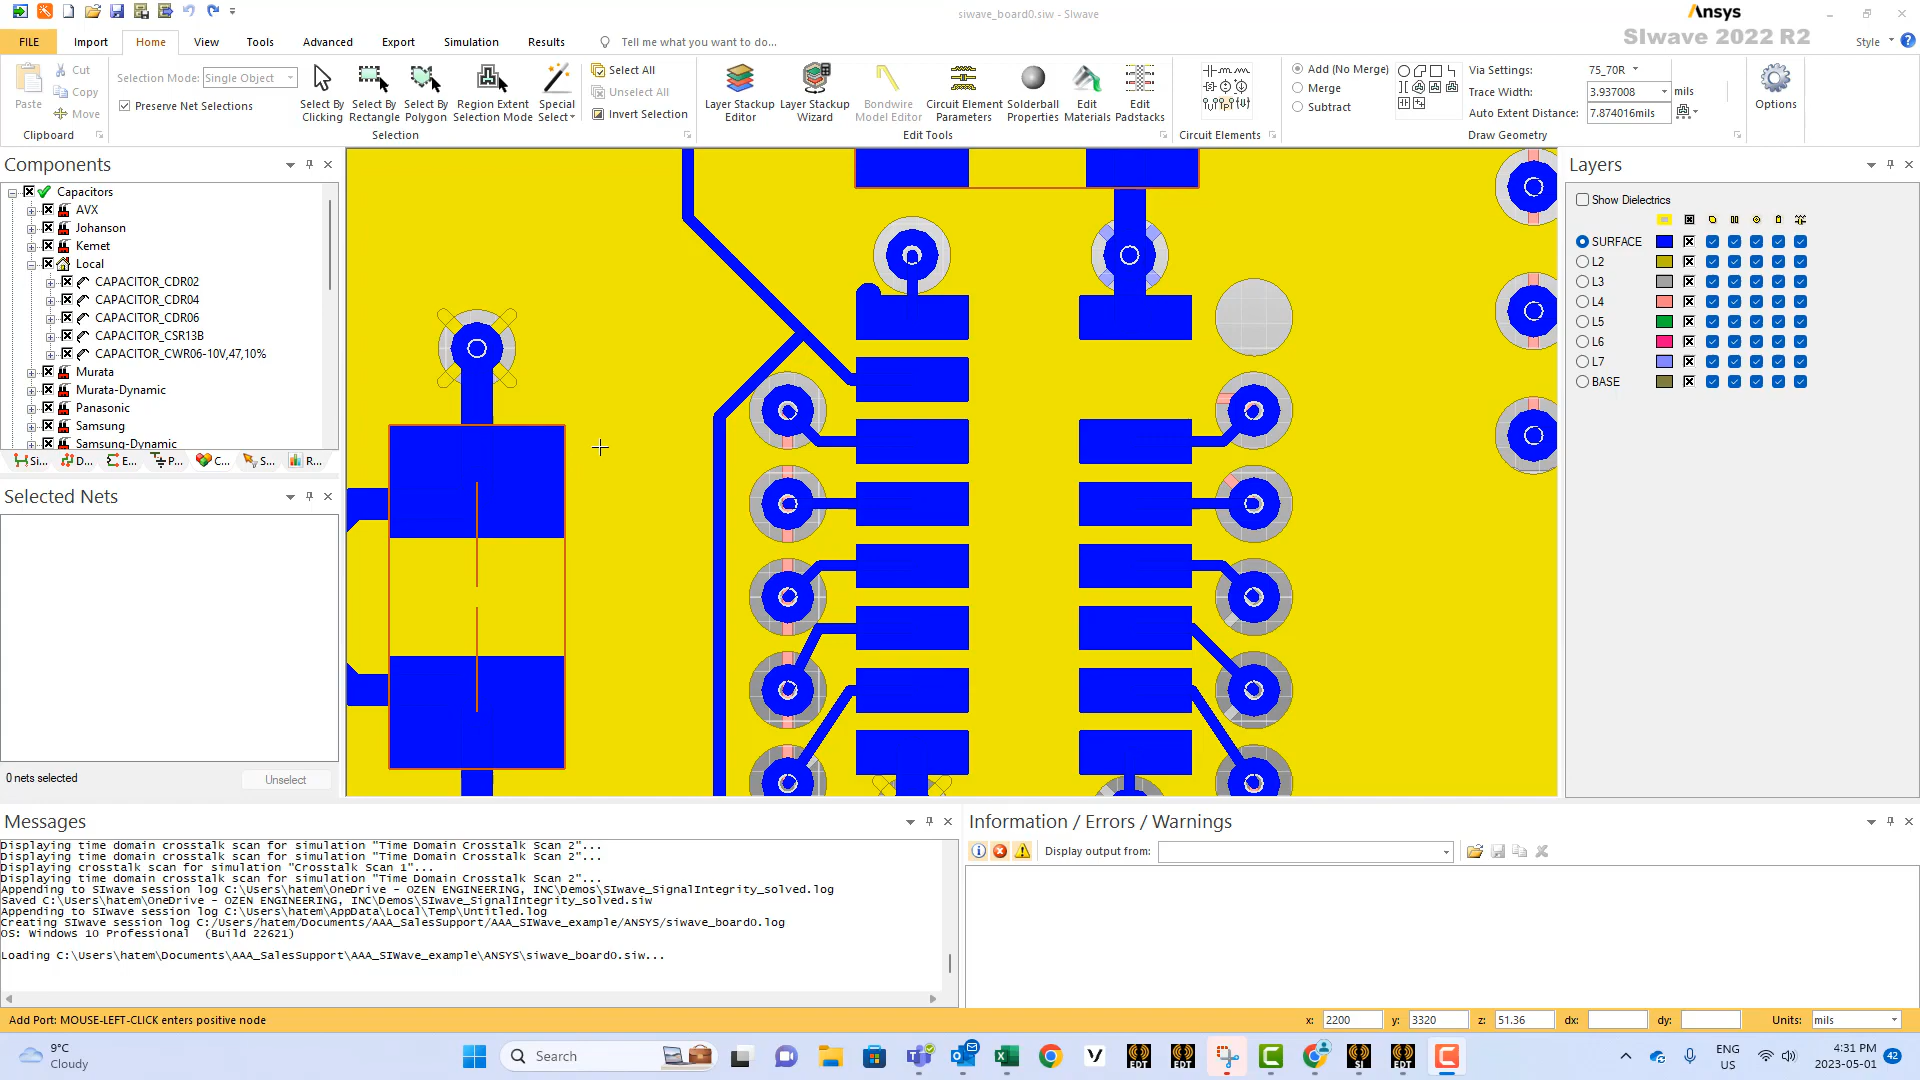 siwave_board0.siw - SIwave
Ansys
SIwave 2022 R2
FILE
Import
Home
View
Tools
Advanced
Export
Simulation
Results
Tell me what you want to do...
Style
Paste
Cut
Copy
Move
Clipboard
Selection Mode: Single Object
Preserve Net Selections
Select By Clicking
Select By Rectangle
Select By Polygon
Region Extent Selection Mode
Special Select
Select All
Unselect All
Invert Selection
Selection
Layer Stackup Editor
Layer Stackup Wizard
Bondwire Model Editor
Circuit Element Parameters
Solderball Properties
Edit Materials
Edit Padstacks
Edit Tools
Circuit Elements
Add (No Merge)
Merge
Subtract
Via Settings: 75_70R
Trace Width: 3.937008 mils
Auto Extent Distance: 7.874016mils
Draw Geometry
Options
Components
Capacitors
AVX
Johanson
Kemet
Local
CAPACITOR_CDR02
CAPACITOR_CDR04
CAPACITOR_CDR06
CAPACITOR_CSR13B
CAPACITOR_CWR06-10V,47,10%
Murata
Murata-Dynamic
Panasonic
Samsung
Samsung-Dynamic
Si... D... E... P... C... S... R...
Selected Nets
0 nets selected
Unselect
Layers
Show Dielectrics
SURFACE
L2
L3
L4
L5
L6
L7
BASE
Messages
Displaying time domain crosstalk scan for simulation "Time Domain Crosstalk Scan 2"...
Displaying time domain crosstalk scan for simulation "Time Domain Crosstalk Scan 2"...
Displaying crosstalk scan for simulation "Crosstalk Scan 1"...
Displaying time domain crosstalk scan for simulation "Time Domain Crosstalk Scan 2"...
Appending to SIwave session log C:\Users\hatem\OneDrive - OZEN ENGINEERING, INC\Demos\SIwave_SignalIntegrity_solved.log
Saved C:\Users\hatem\OneDrive - OZEN ENGINEERING, INC\Demos\SIwave_SignalIntegrity_solved.siw
Appending to SIwave session log C:\Users\hatem\AppData\Local\Temp\Untitled.log
Creating SIwave session log C:/Users/hatem/Documents/AAA_SalesSupport/AAA_SIWave_example/ANSYS/siwave_board0.log
OS: Windows 10 Professional (Build 22621)
Loading C:\Users\hatem\Documents\AAA_SalesSupport\AAA_SIWave_example\ANSYS\siwave_board0.siw...
Information / Errors / Warnings
Display output from:
Add Port: MOUSE-LEFT-CLICK enters positive node
x: 2200 y: 3320 z: 51.36 dx: dy: Units: mils
9°C
Cloudy
Search
EDT
EDT
SI
EDT
ENG
US
4:31 PM
2023-05-01
42